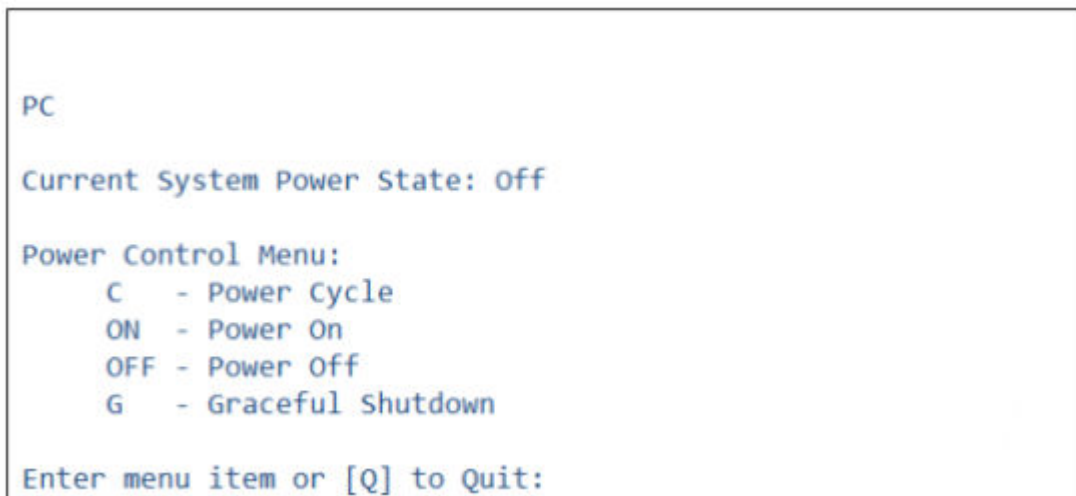 PC
Current System Power State: Off
Power Control Menu:
C - Power Cycle
ON - Power On
OFF - Power Off
G - Graceful Shutdown
Enter menu item or [Q] to Quit: